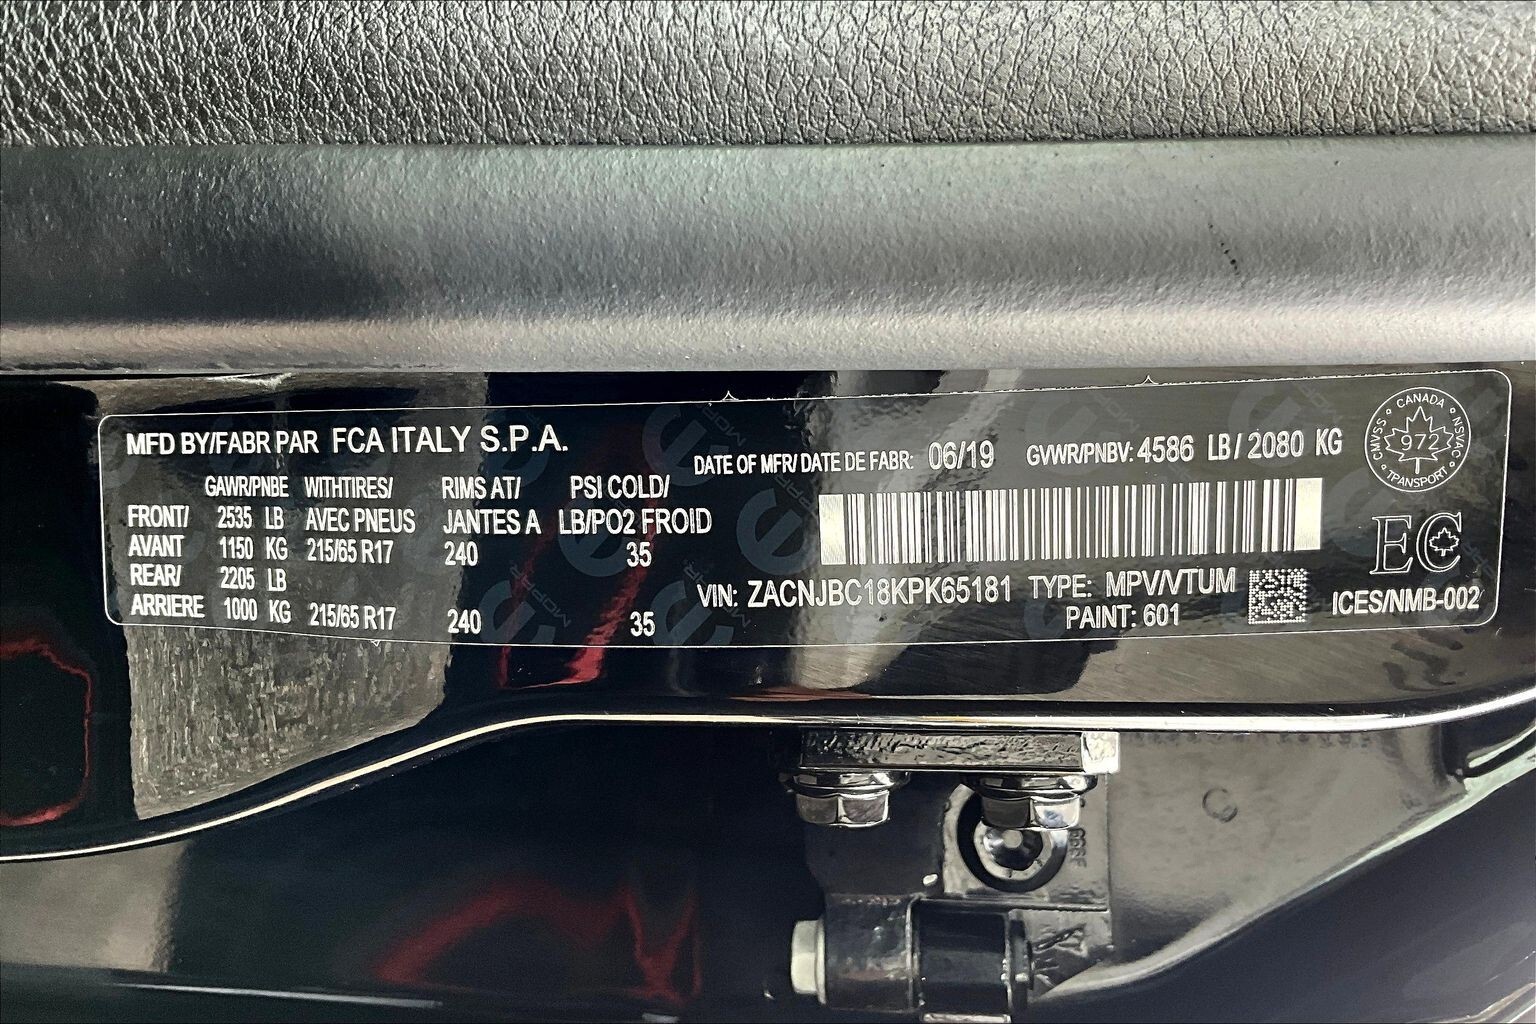 MFD BY/FABR PAR FCA ITALY S.P.A.
DATE OF MFR/ DATE DE FABR: 06/19 GVWR/PNBV: 4586 LB / 2080 KG
GAWR/PNBE WITHTIRES/ RIMS AT/ PSI COLD/
FRONT/ 2535 LB AVEC PNEUS JANTES A LB/PO2 FROID
AVANT 1150 KG 215/65 R17 240 35
REAR/ 2205 LB
ARRIERE 1000 KG 215/65 R17 240 35
VIN: ZACNJBC18KPK65181 TYPE: MPV/VTUM
PAINT: 601
CANADA
CMVSS 972 NSVAC
TRANSPORT
EC
ICES/NMB-002
MOPAR